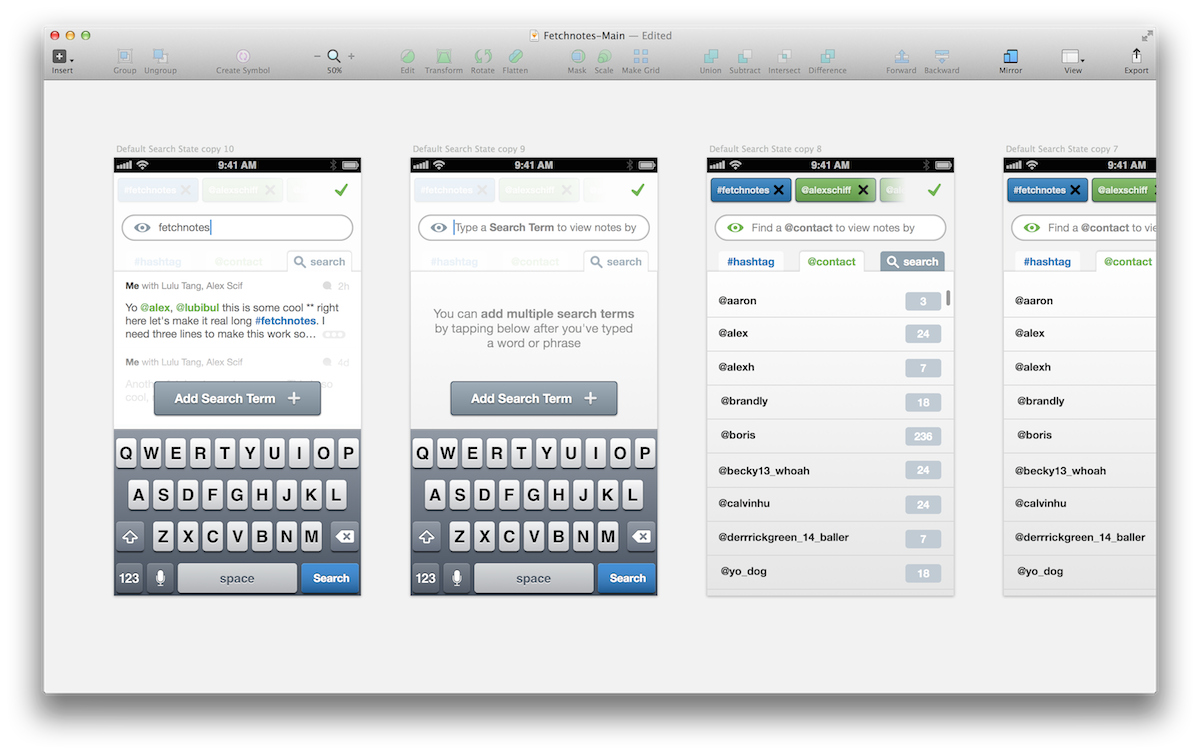 Fetchnotes-Main — Edited
Insert
Group
Ungroup
Create Symbol
50%
Edit
Transform
Rotate
Flatten
Mask
Scale
Make Grid
Union
Subtract
Intersect
Difference
Forward
Backward
Mirror
View
Export
Default Search State copy 10
9:41 AM
#fetchnotes
@alexschiff
fetchnotes
#hashtag
@contact
search
Me with Lulu Tang, Alex Scif
2h
Yo @alex, @lubibul this is some cool ** right
here let's make it real long #fetchnotes. I
need three lines to make this work so...
Me with Lulu Tang, Alex Scif
4d
so
cool,
Add Search Term +
Q W E R T Y U I O P
A S D F G H J K L
Z X C V B N M
123
space
Search
Default Search State copy 9
9:41 AM
#fetchnotes
@alexschiff
Type a Search Term to view notes by
#hashtag
@contact
search
You can add multiple search terms
by tapping below after you've typed
a word or phrase
Add Search Term +
Q W E R T Y U I O P
A S D F G H J K L
Z X C V B N M
123
space
Search
Default Search State copy 8
9:41 AM
#fetchnotes
@alexschiff
Find a @contact to view notes by
#hashtag
@contact
search
@aaron 3
@alex 24
@alexh 7
@brandly 18
@boris 236
@becky13_whoah 24
@calvinhu 24
@derrrickgreen_14_baller 7
@yo_dog 18
Default Search State copy 7
9:41 AM
#fetchnotes
@alexschiff
Find a @contact to vie
#hashtag
@contact
@aaron
@alex
@alexh
@brandly
@boris
@becky13_whoah
@calvinhu
@derrrickgreen_14_baller
@yo_dog